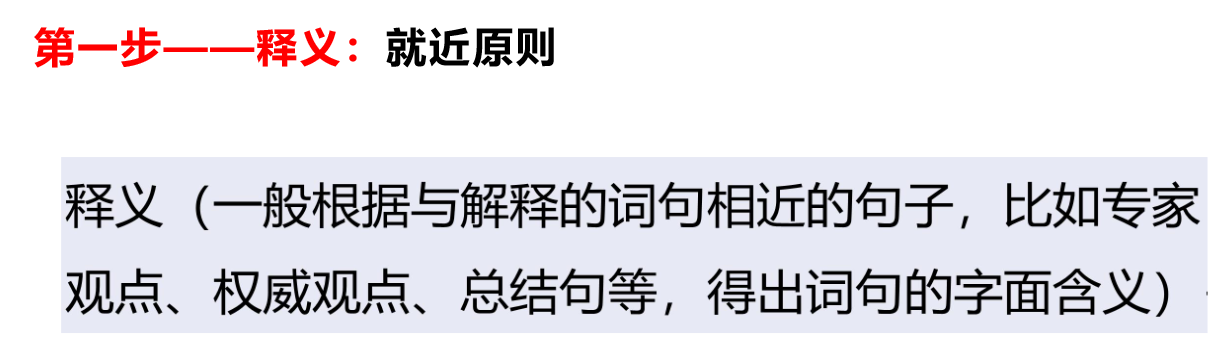 第一步——释义：就近原则
释义（一般根据与解释的词句相近的句子，比如专家
观点、权威观点、总结句等，得出词句的字面含义）